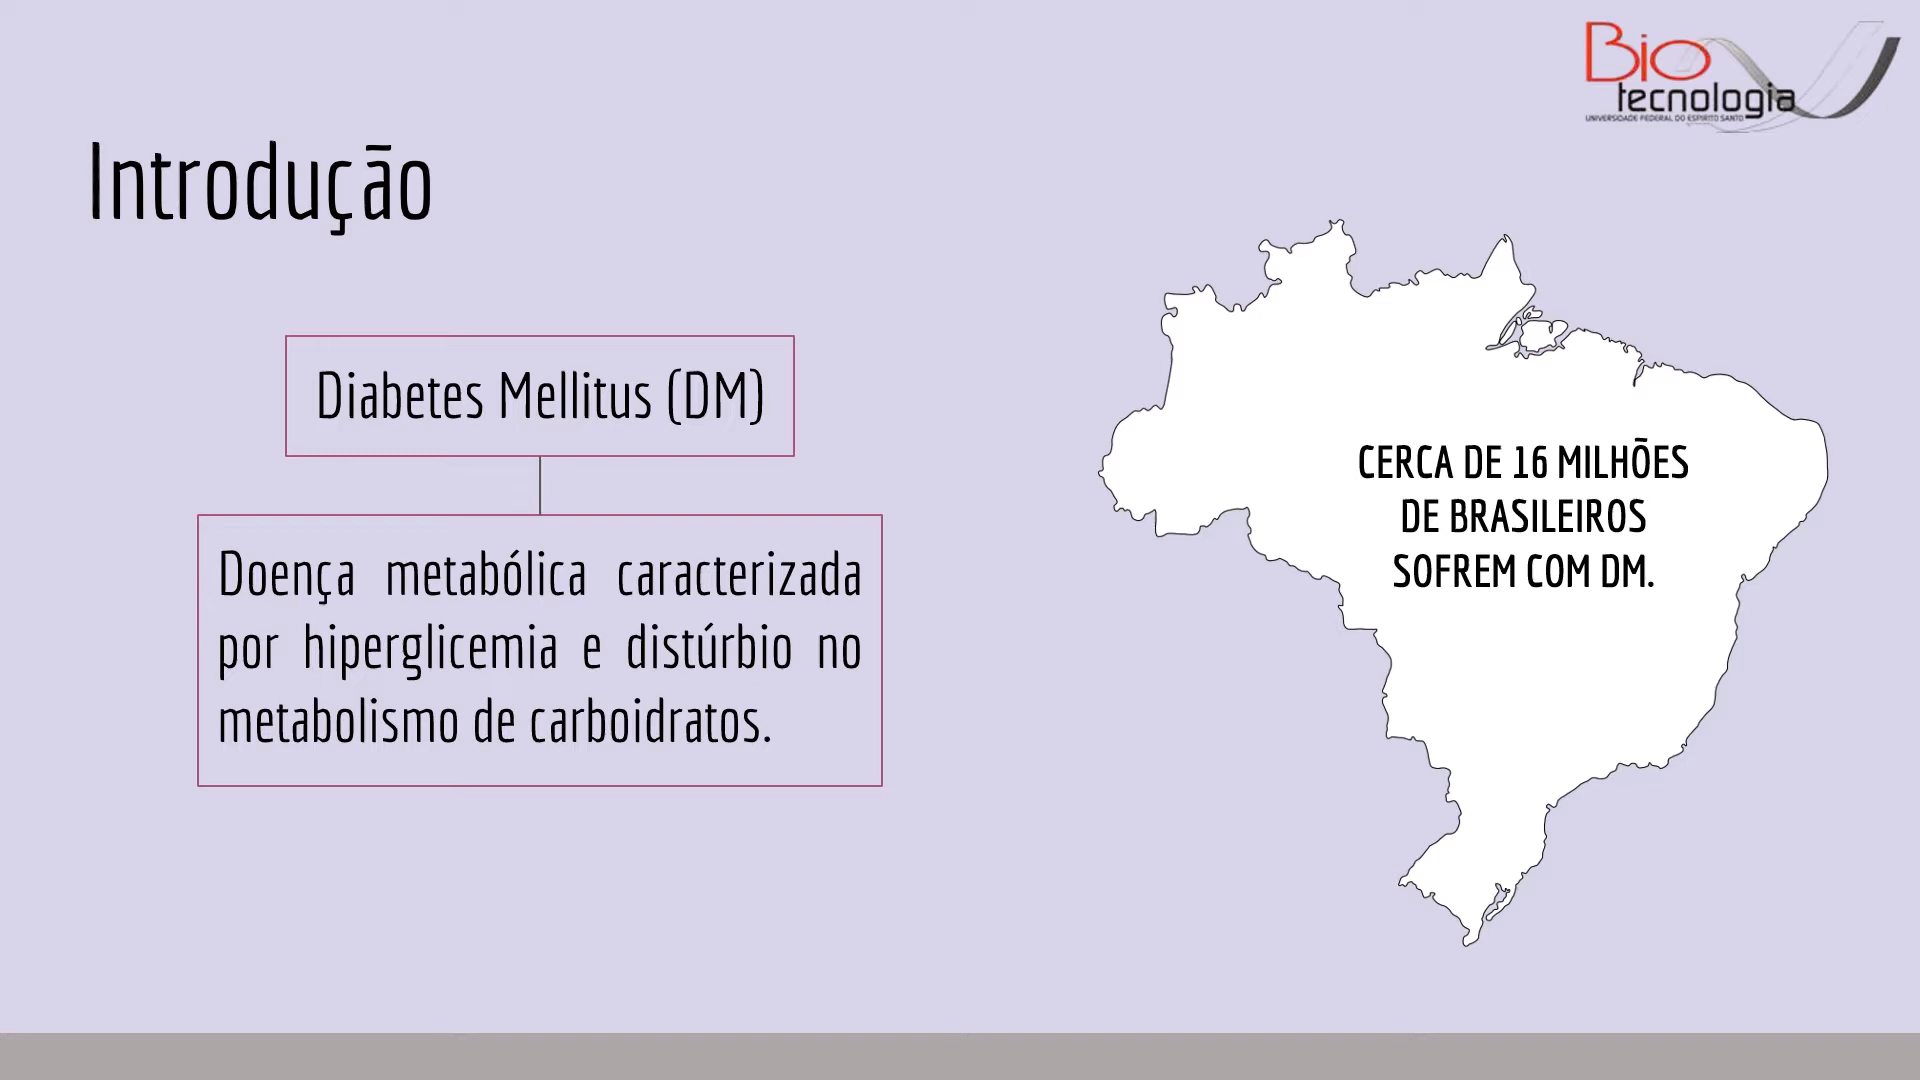 Bio
tecnologia
UNIVERSIDADE FEDERAL DO ESPIRITO SANTO
Introdução
Diabetes Mellitus (DM)
Doença metabólica caracterizada
por hiperglicemia e distúrbio no
metabolismo de carboidratos.
CERCA DE 16 MILHÕES
DE BRASILEIROS
SOFREM COM DM.